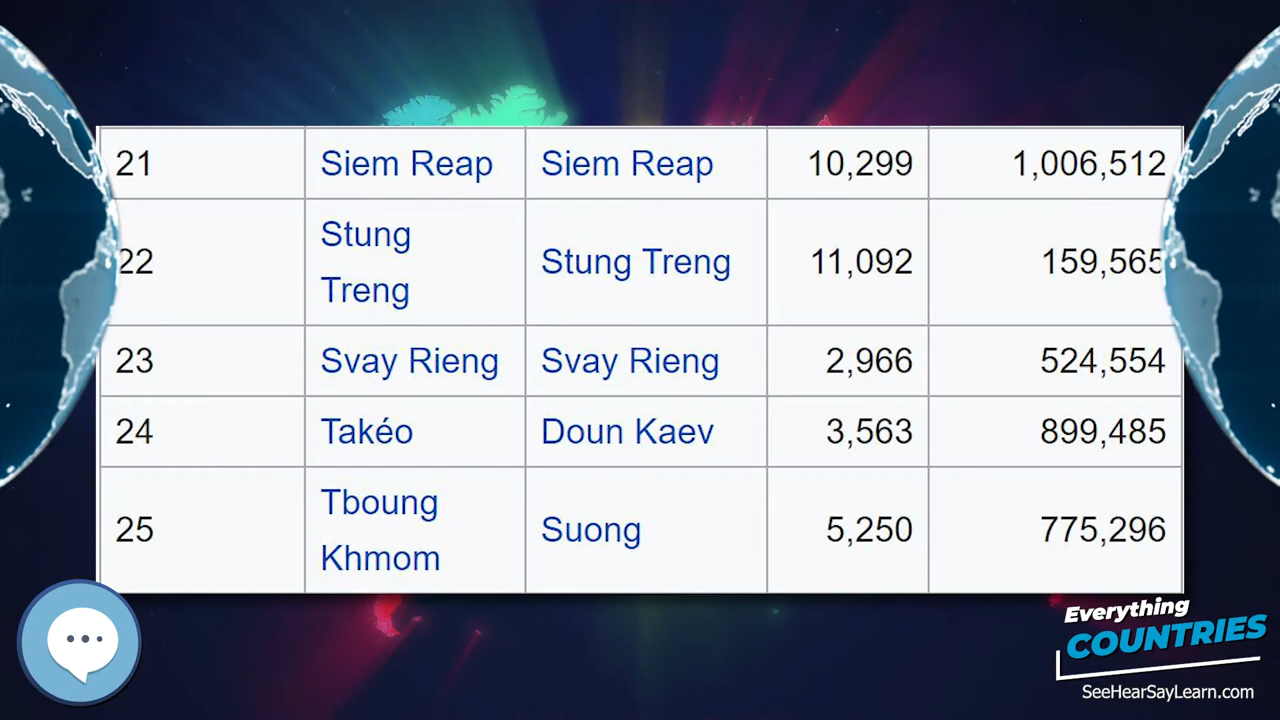 21 Siem Reap Siem Reap 10,299 1,006,512
22 Stung Treng Stung Treng 11,092 159,565
23 Svay Rieng Svay Rieng 2,966 524,554
24 Takéo Doun Kaev 3,563 899,485
25 Tboung Khmom Suong 5,250 775,296
Everything
COUNTRIES
SeeHearSayLearn.com